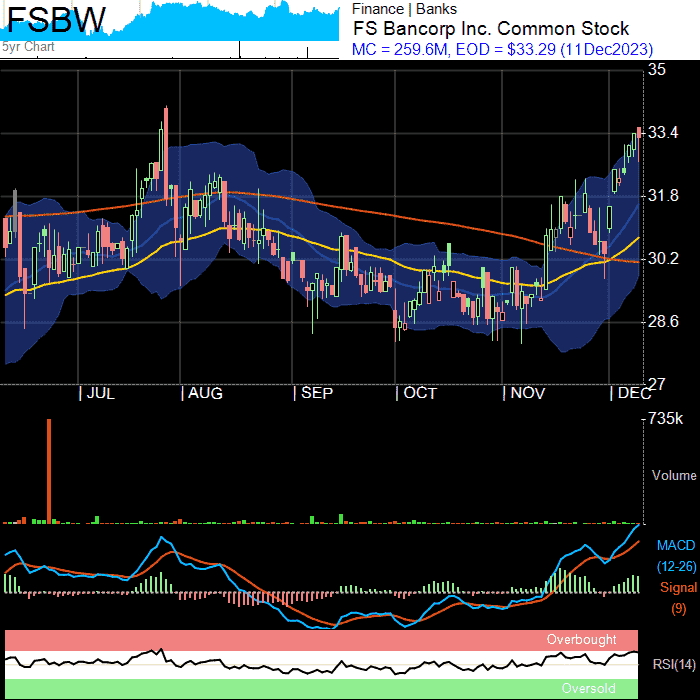 FSBW
5yr Chart
Finance | Banks
FS Bancorp Inc. Common Stock
MC = 259.6M, EOD = $33.29 (11Dec2023)
35
33.4
31.8
30.2
28.6
27
JUL
AUG
SEP
OCT
NOV
DEC
735k
Volume
MACD
(12-26)
Signal
(9)
Overbought
RSI(14)
Oversold